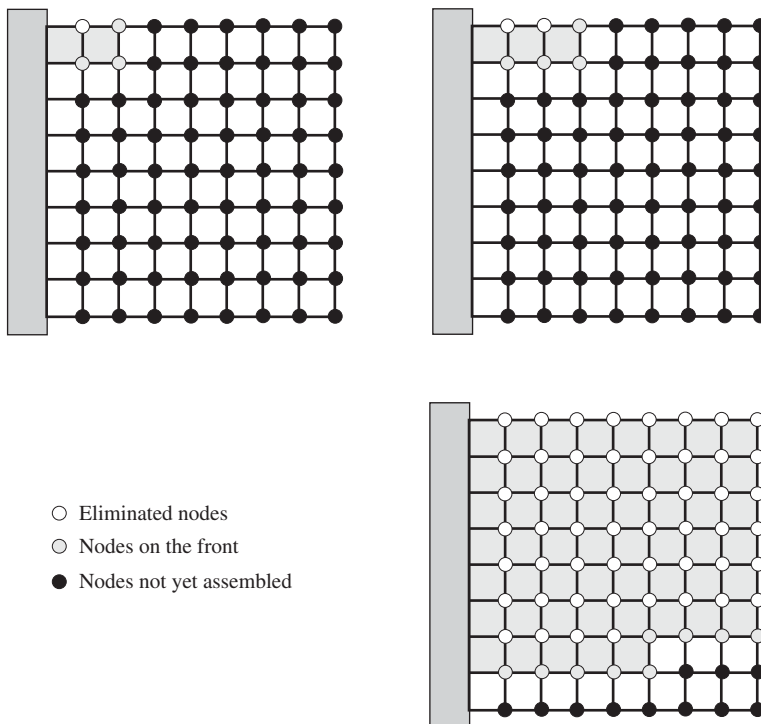 Eliminated nodes
Nodes on the front
Nodes not yet assembled